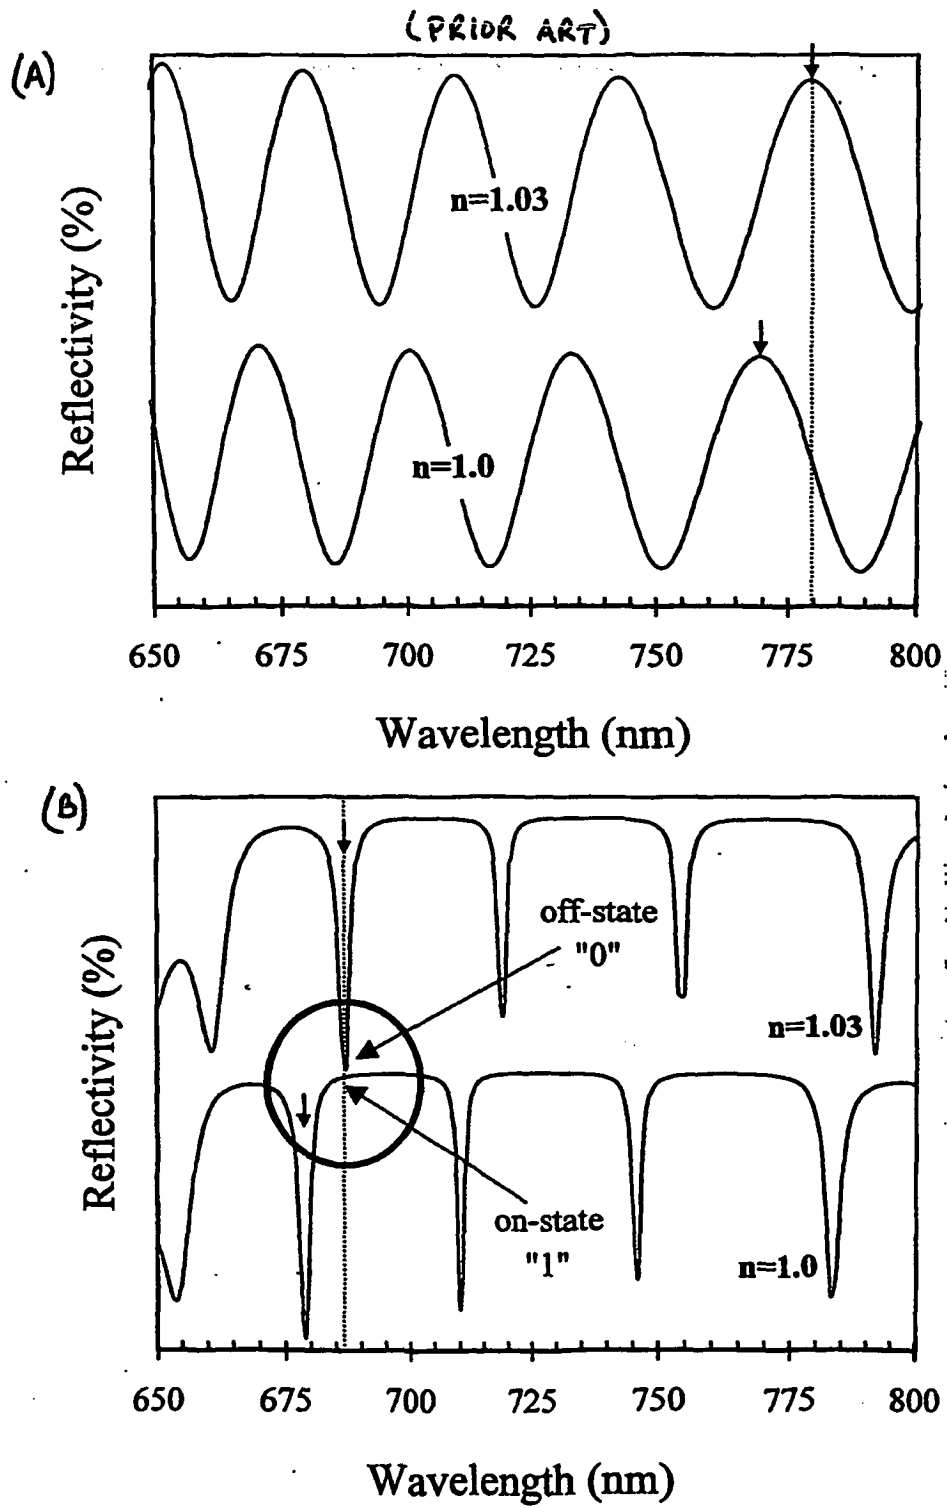 (PRIOR ART)
(A)
Reflectivity (%)
n=1.03
n=1.0
650 675 700 725 750 775 800
Wavelength (nm)
(B)
Reflectivity (%)
off-state
"0"
n=1.03
on-state
"1"
n=1.0
650 675 700 725 750 775 800
Wavelength (nm)